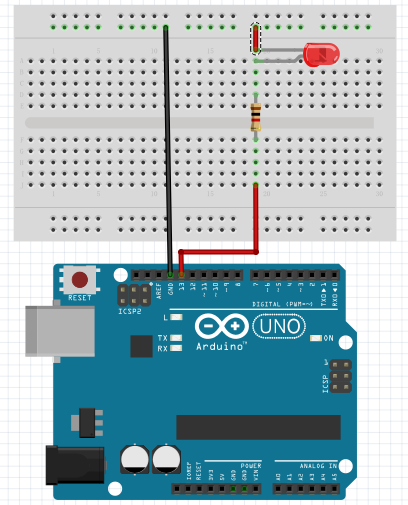 RESET
ICSP2
AREF
GND
13
12
~11
~10
~9
8
7
~6
~5
4
~3
2
TX0▶1
RX0◀0
DIGITAL (PWM=~)
L
TX
RX
UNO
Arduino™
ON
ICSP
POWER
ANALOG IN
IOREF
RESET
3V3
5V
GND
GND
VIN
A0
A1
A2
A3
A4
A5